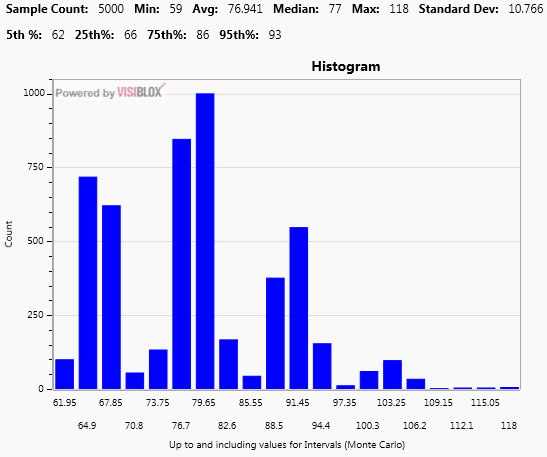 Sample Count: 5000 Min: 59 Avg: 76.941 Median: 77 Max: 118 Standard Dev: 10.766
5th %: 62 25th%: 66 75th%: 86 95th%: 93
Histogram
Powered by VISIBLOX
1000
750
500
250
0
Count
61.95 67.85 73.75 79.65 85.55 91.45 97.35 103.25 109.15 115.05
64.9 70.8 76.7 82.6 88.5 94.4 100.3 106.2 112.1 118
Up to and including values for Intervals (Monte Carlo)